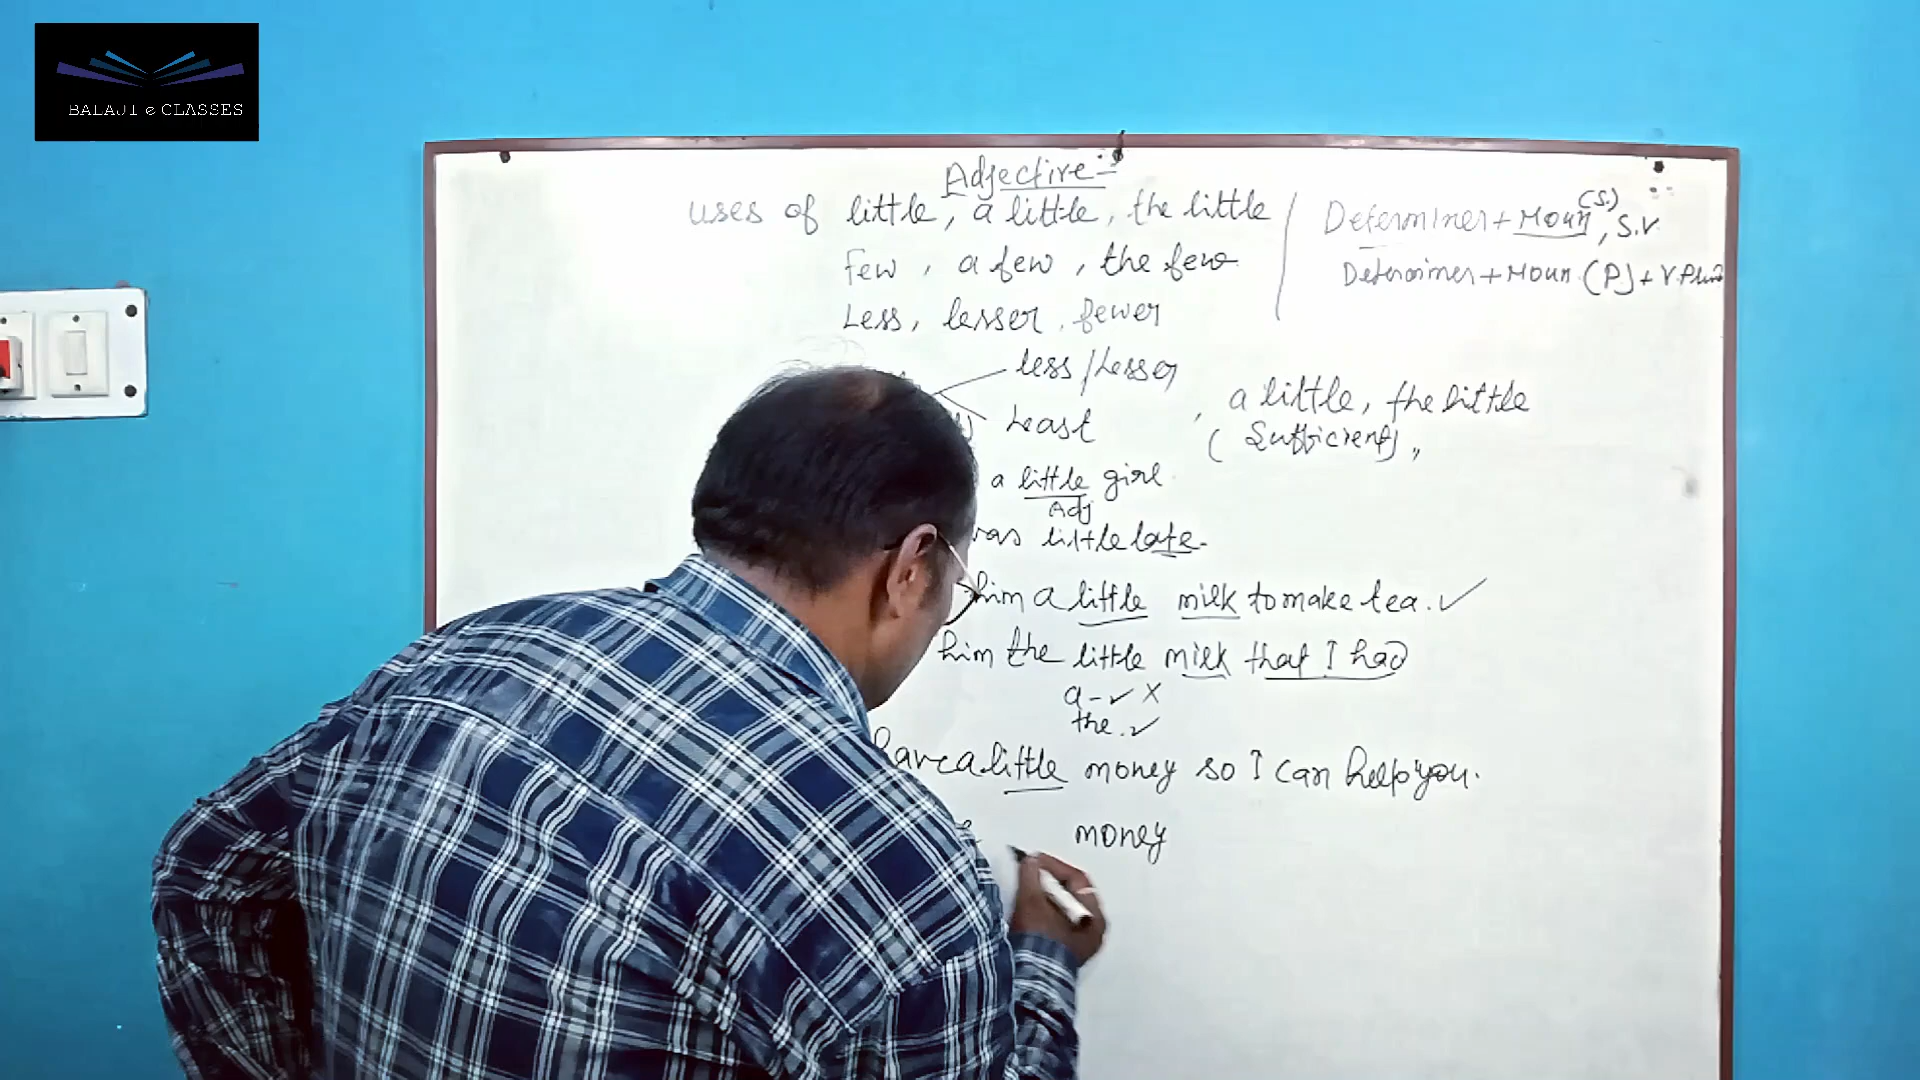 BALAJI e CLASSES
Adjective:-
uses of little, a little, the little
few, a few, the few
Less, lesser, fewer
Determiner + Noun (S), S.V.
Determiner + Noun (P) + V.
less/Lesser
Least
, a little, the little
(Sufficient),,
a little girl
Adj
little late.
him a little milk to make tea. ✓
him the little milk that I had
a - ✓ X
the. ✓
have a little money so I can help you.
money